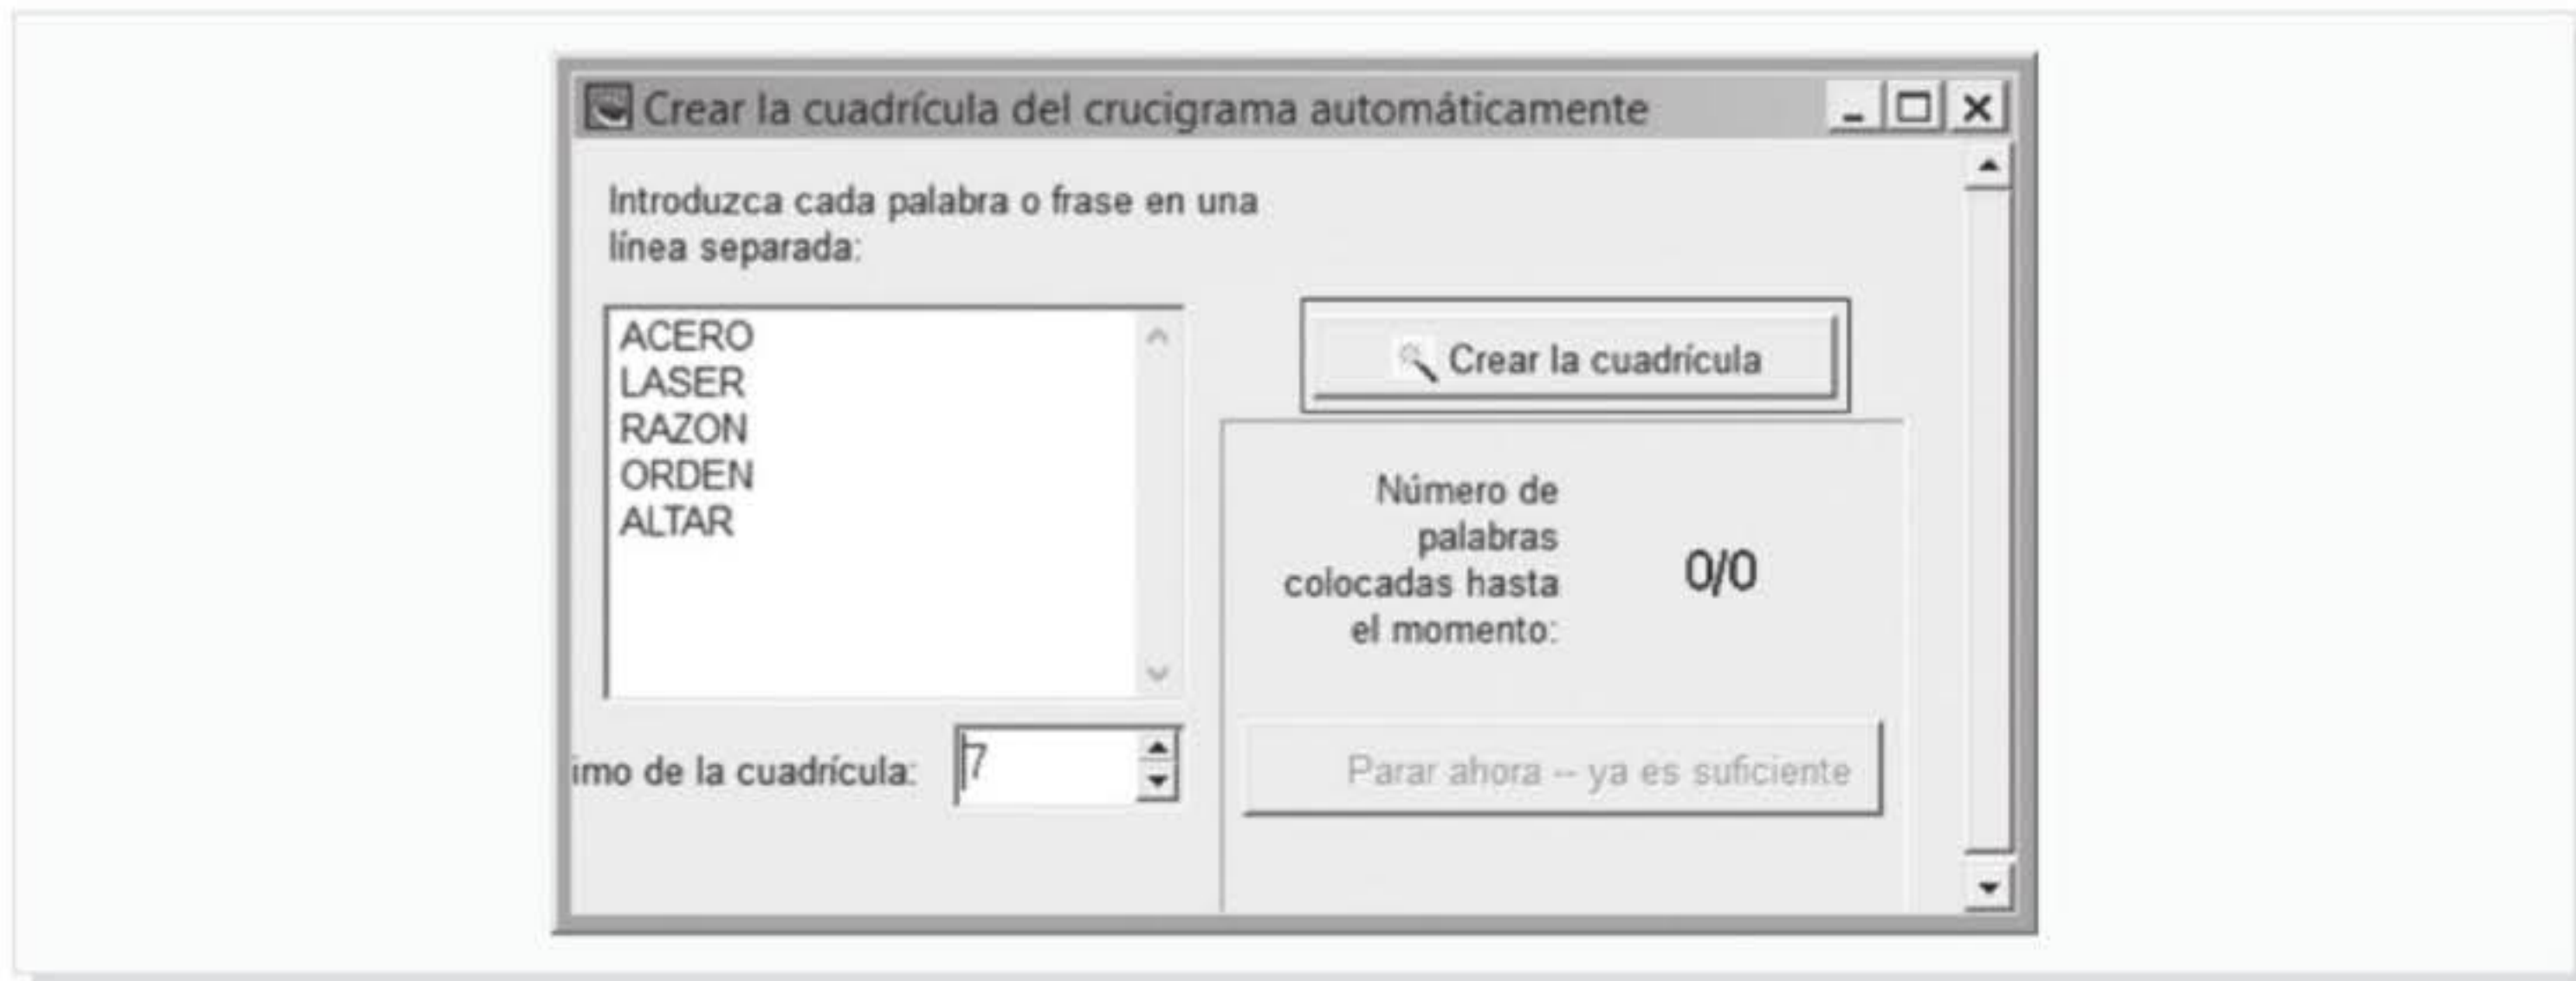 Crear la cuadrícula del crucigrama automáticamente
Introduzca cada palabra o frase en una
línea separada:
ACERO
LASER
RAZON
ORDEN
ALTAR
Crear la cuadrícula
Número de
palabras
colocadas hasta
el momento:
0/0
imo de la cuadrícula:
7
Parar ahora -- ya es suficiente